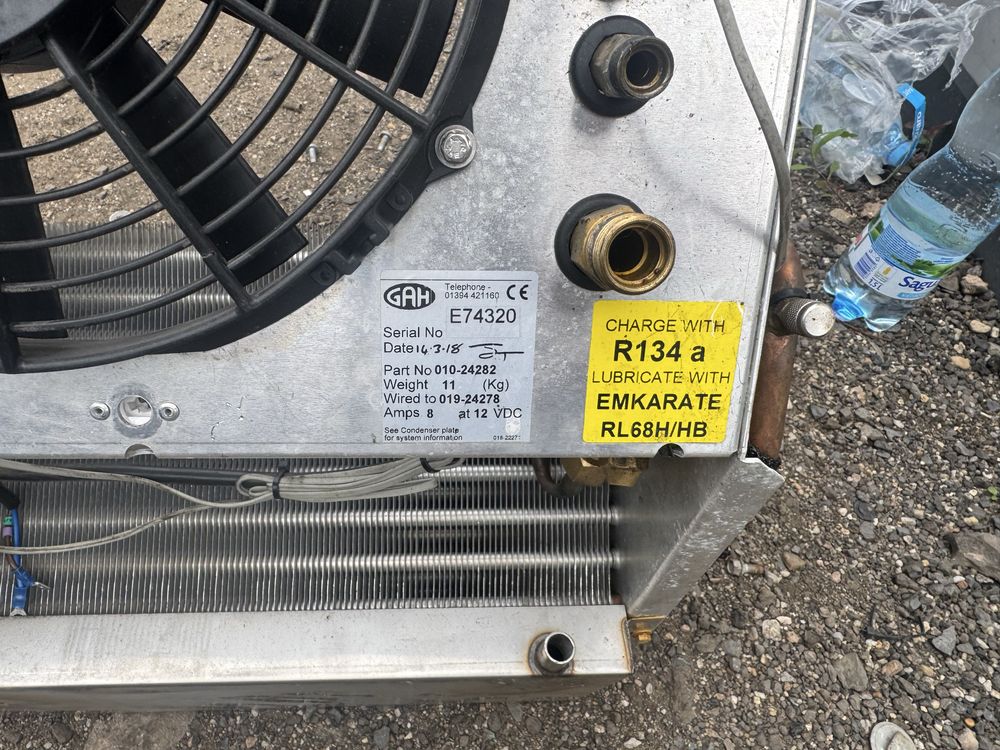 GAH
Telephone -
01394 421160
CE
Serial No E74320
Date 14.3.18
Part No 010-24282
Weight 11 (Kg)
Wired to 019-24278
Amps 8 at 12 VDC
See Condenser plate
for system information
CHARGE WITH
R134 a
LUBRICATE WITH
EMKARATE
RL68H/HB
1.5L